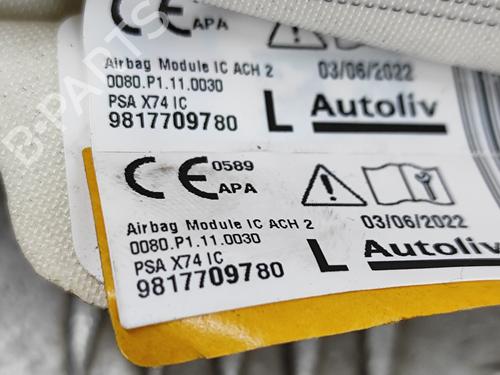 APA
Airbag Module IC ACH 2
0080.P1.11.0030
PSA X74 IC
9817709780
03/06/2022
L Autoliv
CE 0589
APA
Airbag Module IC ACH 2
0080.P1.11.0030
PSA X74 IC
9817709780
03/06/2022
L Autoliv
B-PARTS